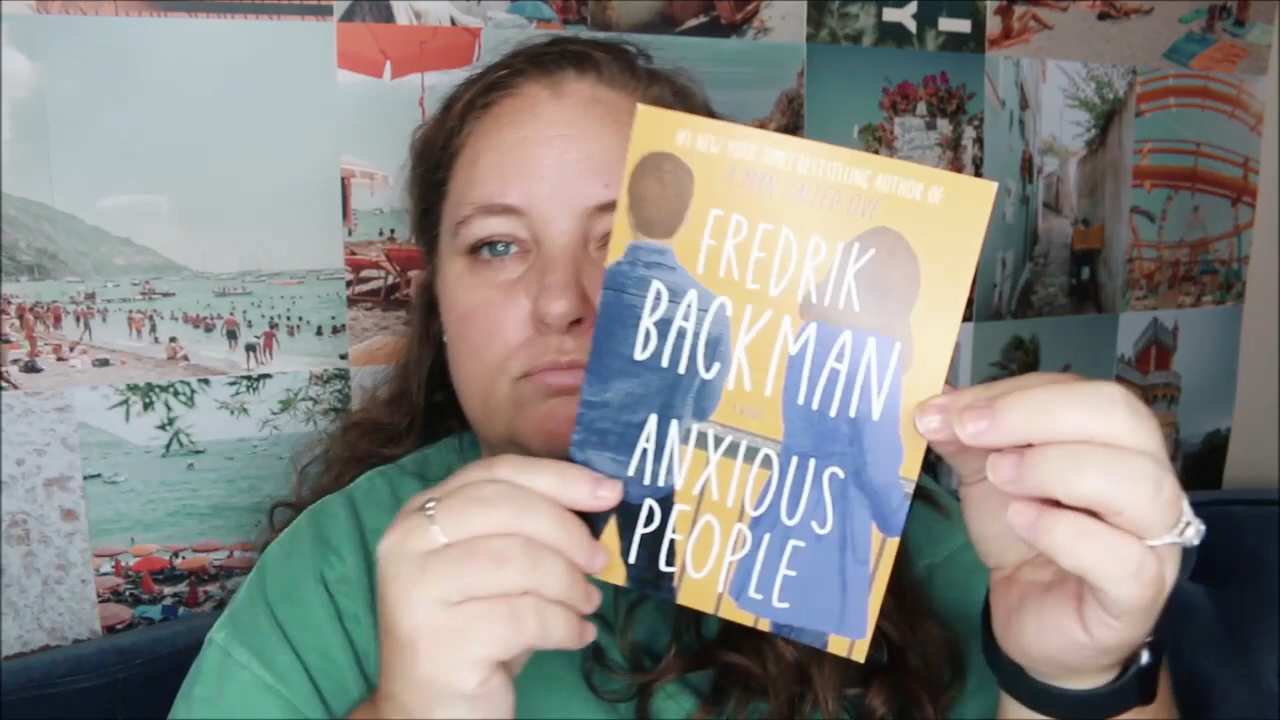 #1 NEW YORK TIMES BESTSELLING AUTHOR OF
A MAN CALLED OVE
FREDRIK
BACKMAN
A NOVEL
ANXIOUS
PEOPLE